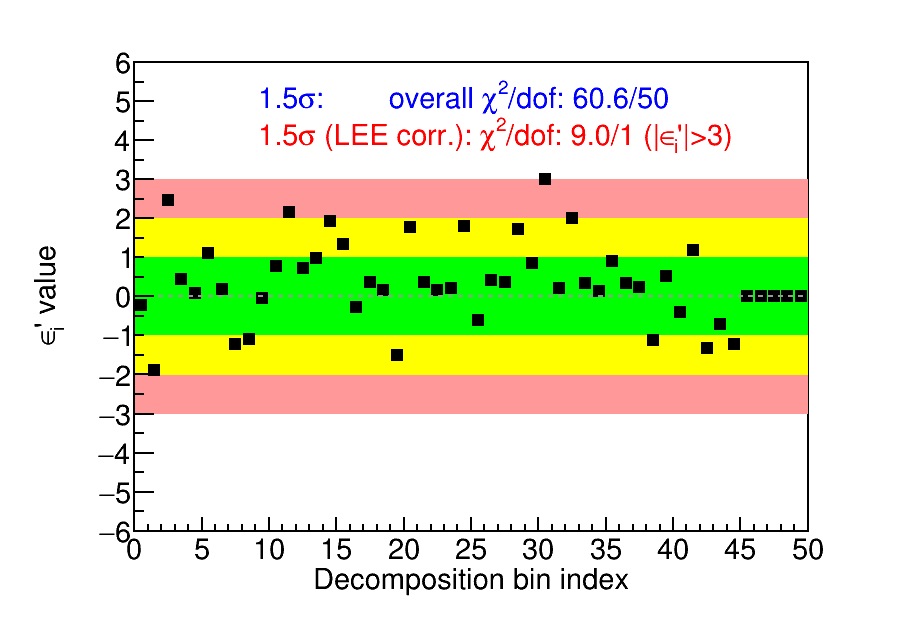 1.5σ: overall χ²/dof: 60.6/50
1.5σ (LEE corr.): χ²/dof: 9.0/1 (|ϵᵢ'|>3)
6
5
4
3
2
1
0
−1
−2
−3
−4
−5
−6
ϵᵢ' value
0 5 10 15 20 25 30 35 40 45 50
Decomposition bin index